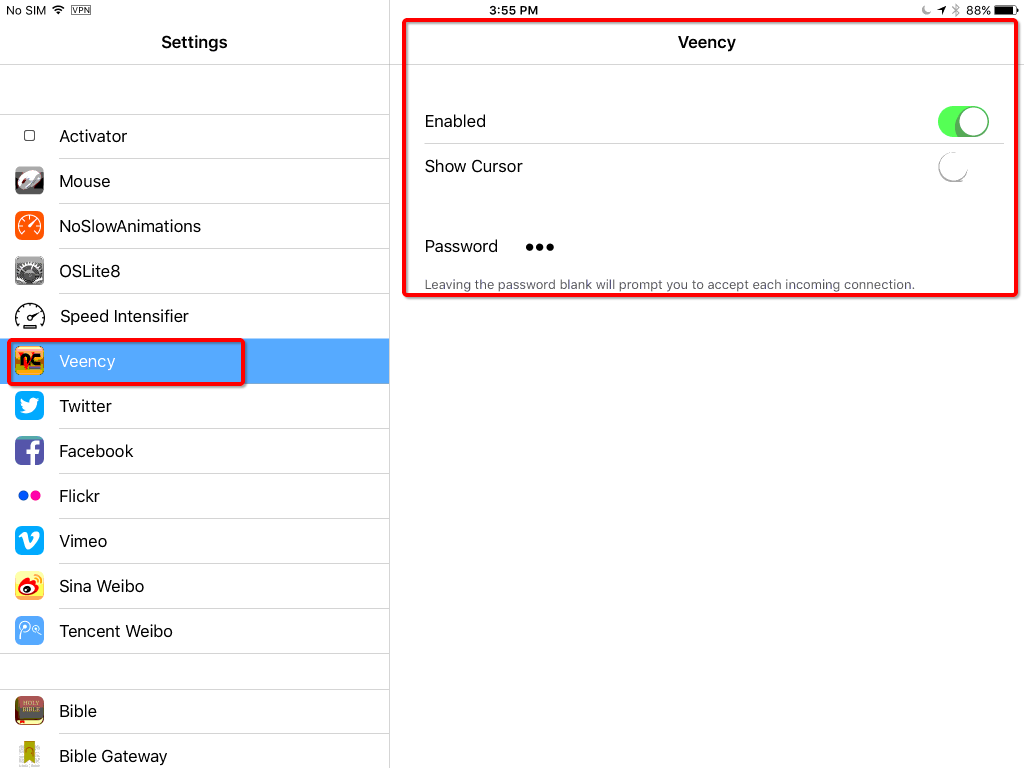 No SIM VPN 3:55 PM 88%
Settings
Veency
Activator
Mouse
NoSlowAnimations
OSLite8
Speed Intensifier
Veency
Twitter
Facebook
Flickr
Vimeo
Sina Weibo
Tencent Weibo
HOLY
BIBLE
Bible
Bible Gateway
Enabled
Show Cursor
Password •••
Leaving the password blank will prompt you to accept each incoming connection.